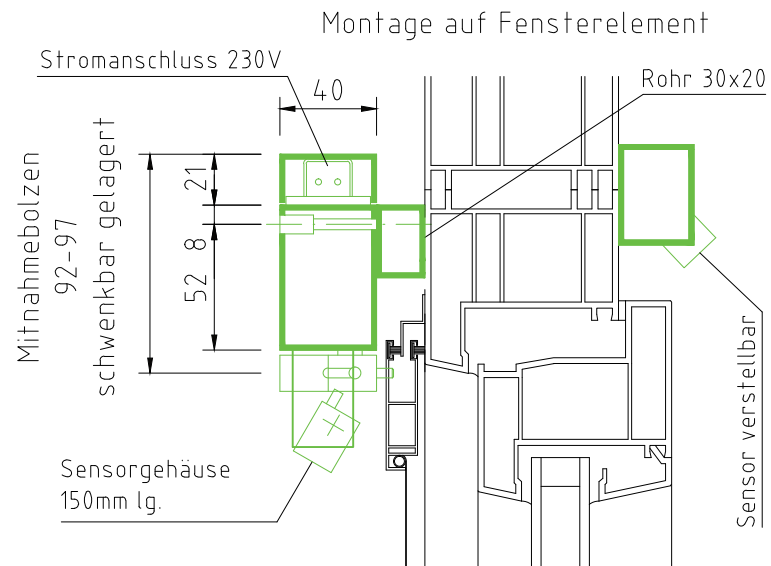 Montage auf Fensterelement
Stromanschluss 230V
Rohr 30x20
40
Mitnahmebolzen
92-97
schwenkbar gelagert
21
8
52
Sensor verstellbar
Sensorgehäuse
150mm lg.